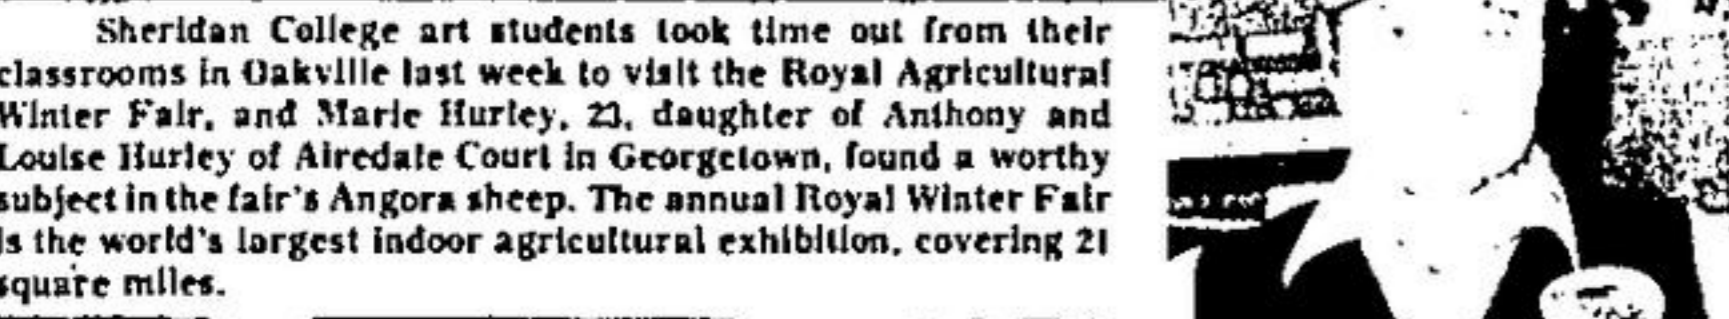 Sheridan College art students took time out from their
classrooms in Oakville last week to visit the Royal Agricultural
Winter Fair, and Marie Hurley, 23, daughter of Anthony and
Louise Hurley of Airedale Court in Georgetown, found a worthy
subject in the fair's Angora sheep. The annual Royal Winter Fair
is the world's largest indoor agricultural exhibition, covering 21
square miles.